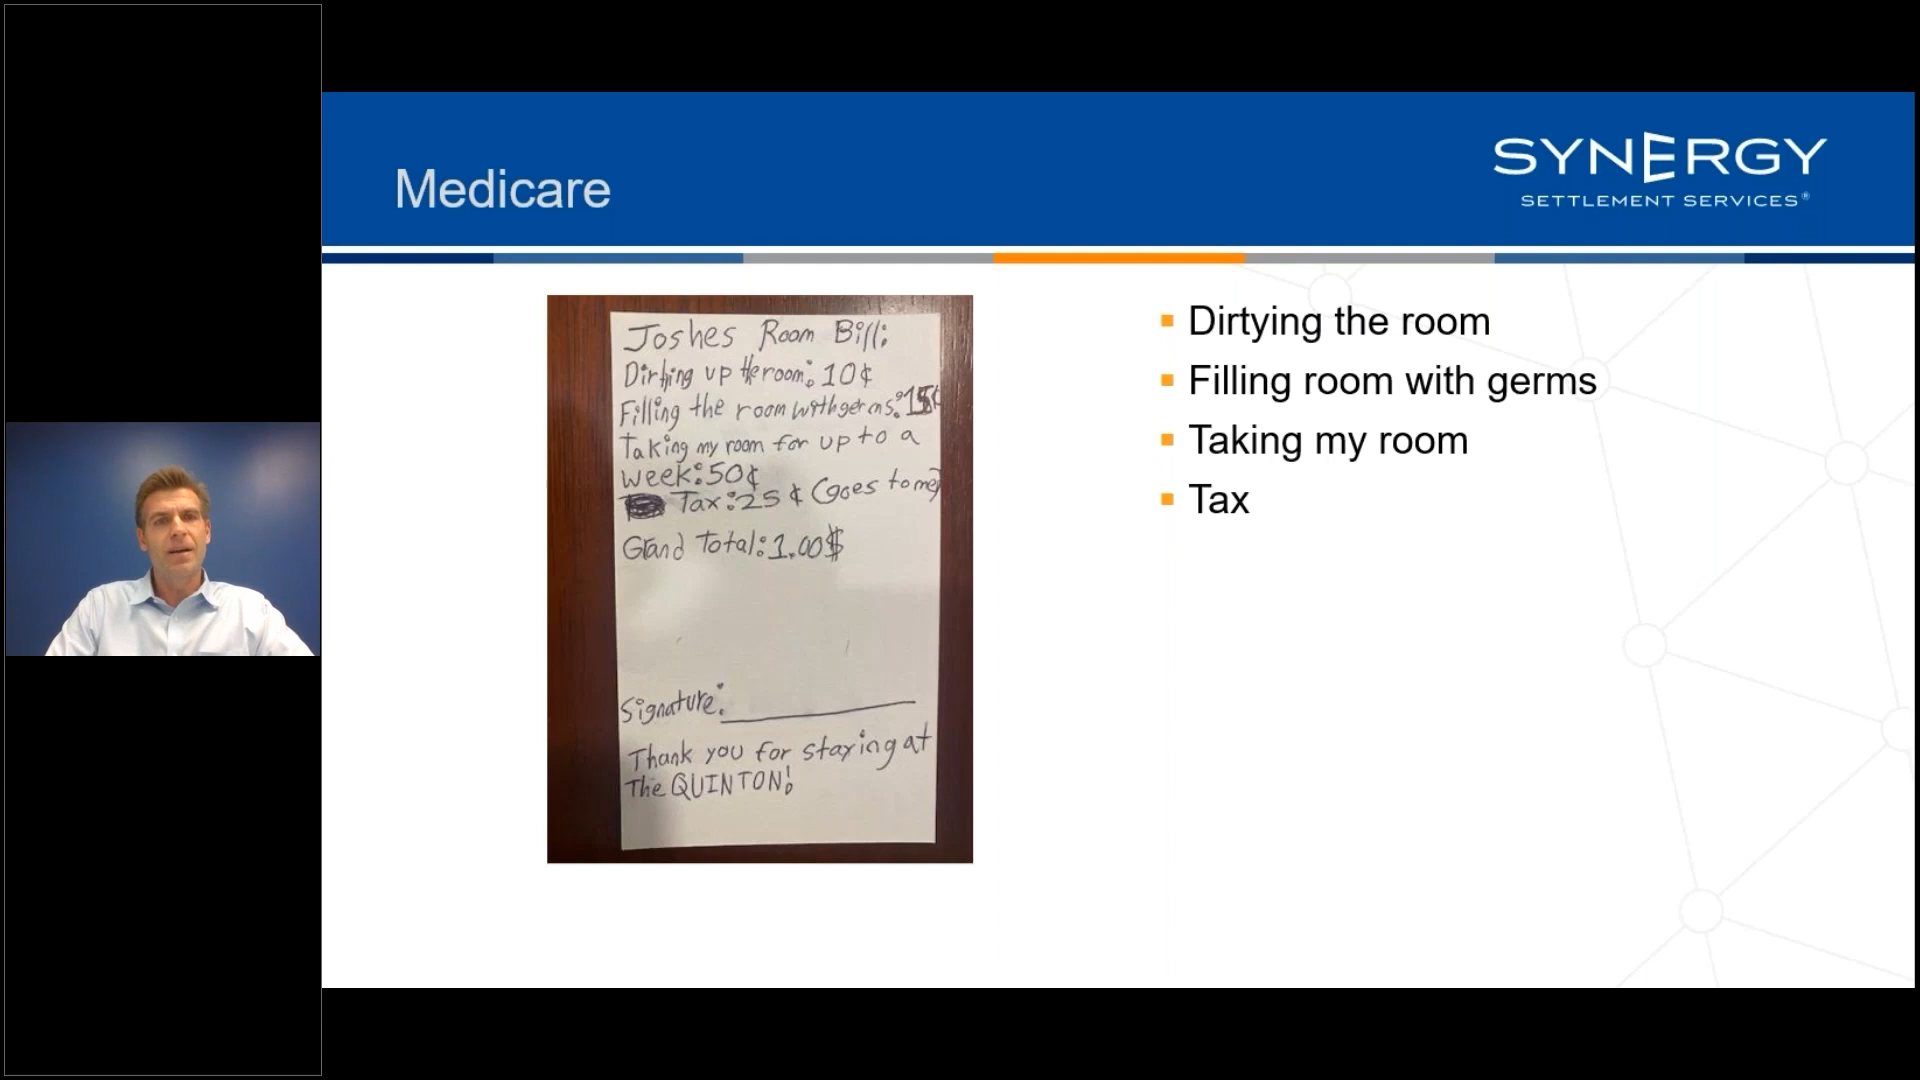 Medicare
SYNERGY
SETTLEMENT SERVICES®
Joshes Room Bill:
Dirtying up the room: 10¢
Filling the room with germs: 15¢
Taking my room for up to a
week: 50¢
Tax: 25¢ (goes to me)
Grand Total: 1.00$
Signature:
Thank you for staying at
The QUINTON!
Dirtying the room
Filling room with germs
Taking my room
Tax